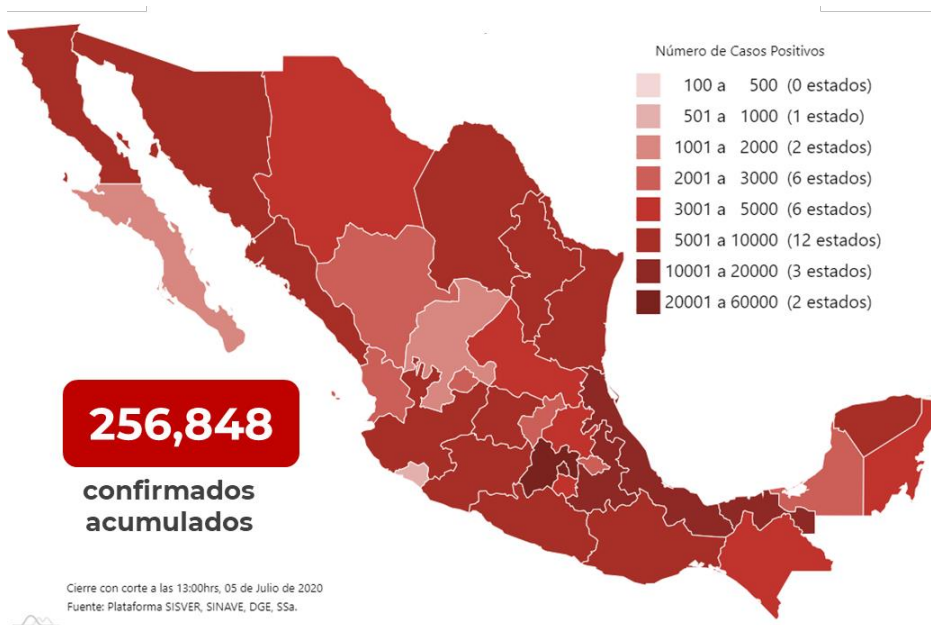 Número de Casos Positivos
100 a 500 (0 estados)
501 a 1000 (1 estado)
1001 a 2000 (2 estados)
2001 a 3000 (6 estados)
3001 a 5000 (6 estados)
5001 a 10000 (12 estados)
10001 a 20000 (3 estados)
20001 a 60000 (2 estados)
256,848
confirmados
acumulados
Cierre con corte a las 13:00hrs, 05 de Julio de 2020
Fuente: Plataforma SISVER, SINAVE, DGE, SSa.